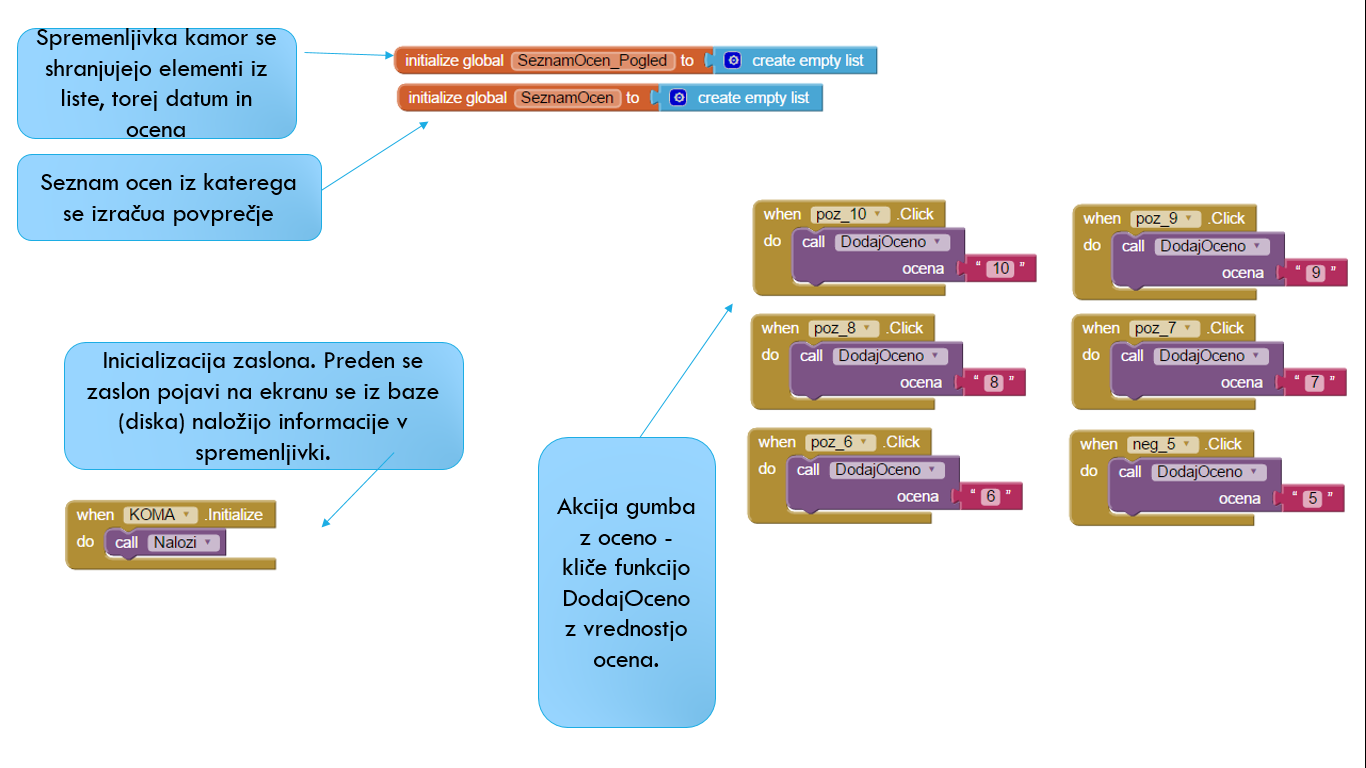 Spremenljivka kamor se
shranjujejo elementi iz
liste, torej datum in
ocena
initialize global SeznamOcen_Pogled to create empty list
initialize global SeznamOcen to create empty list
Seznam ocen iz katerega
se izračua povprečje
when poz_10 .Click
do call DodajOceno
ocena " 10 "
when poz_9 .Click
do call DodajOceno
ocena " 9 "
when poz_8 .Click
do call DodajOceno
ocena " 8 "
when poz_7 .Click
do call DodajOceno
ocena " 7 "
when poz_6 .Click
do call DodajOceno
ocena " 6 "
when neg_5 .Click
do call DodajOceno
ocena " 5 "
Inicializacija zaslona. Preden se
zaslon pojavi na ekranu se iz baze
(diska) naložijo informacije v
spremenljivki.
when KOMA .Initialize
do call Nalozi
Akcija gumba
z oceno -
kliče funkcijo
DodajOceno
z vrednostjo
ocena.